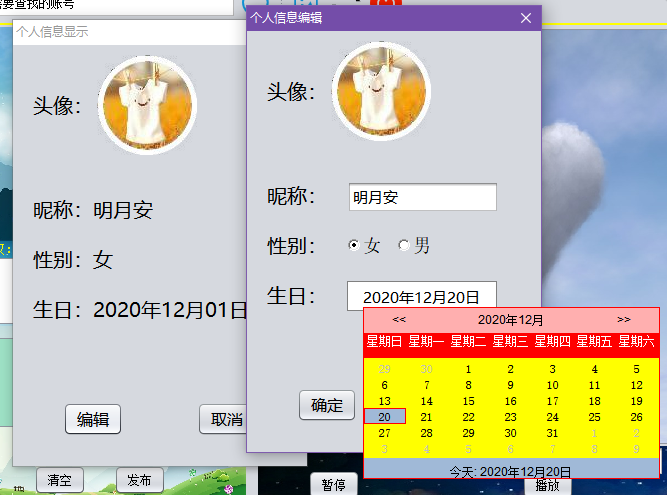 要查找的账号
个人信息显示
头像:
昵称: 明月安
性别: 女
生日: 2020年12月01日
编辑
取消
清空
发布
个人信息编辑
头像:
昵称:
明月安
性别:
女
男
生日:
2020年12月20日
确定
<< 2020年12月 >>
星期日 星期一 星期二 星期三 星期四 星期五 星期六
29 30 1 2 3 4 5
6 7 8 9 10 11 12
13 14 15 16 17 18 19
20 21 22 23 24 25 26
27 28 29 30 31 1 2
3 4 5 6 7 8 9
今天: 2020年12月20日
暂停
播放